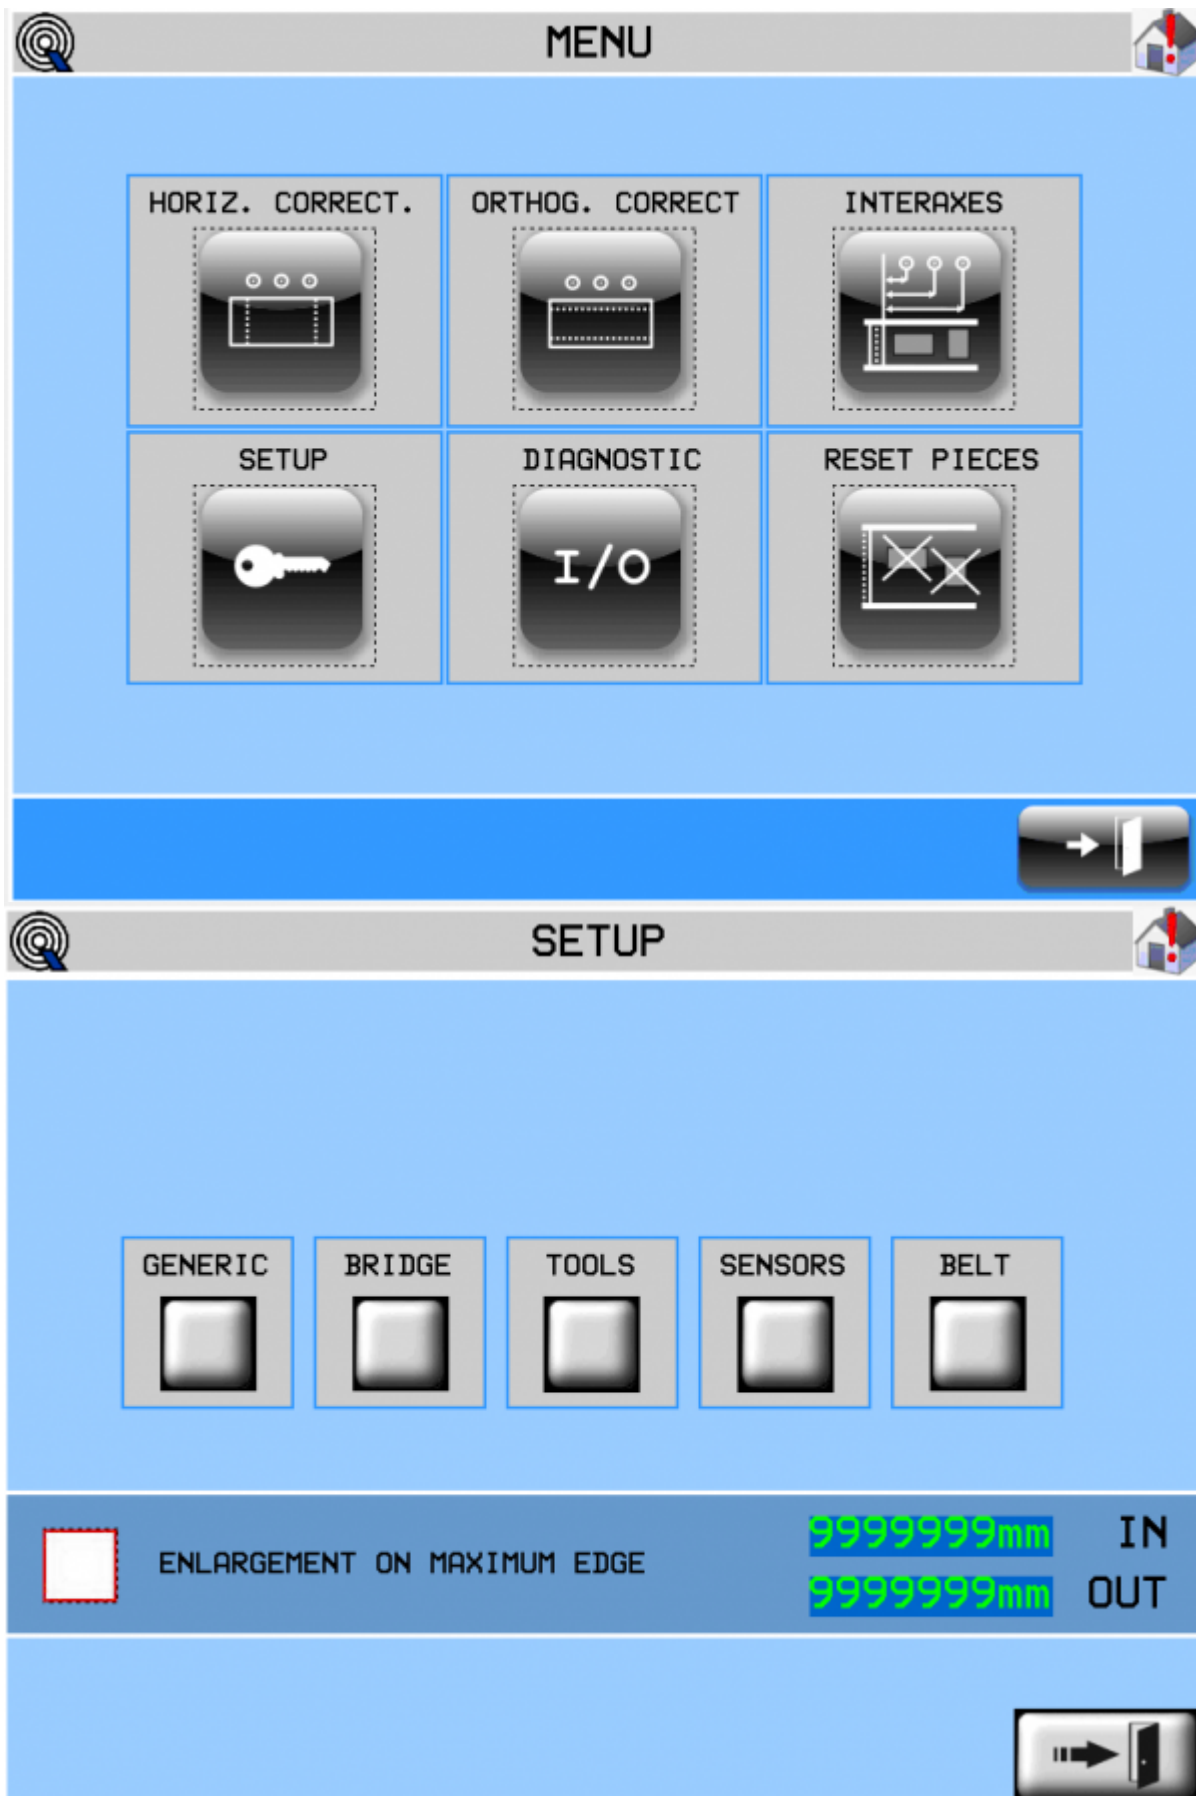 MENU
HORIZ. CORRECT. ORTHOG. CORRECT INTERAXES
SETUP DIAGNOSTIC RESET PIECES
I/O
SETUP
GENERIC BRIDGE TOOLS SENSORS BELT
9999999mm IN
ENLARGEMENT ON MAXIMUM EDGE
9999999mm OUT